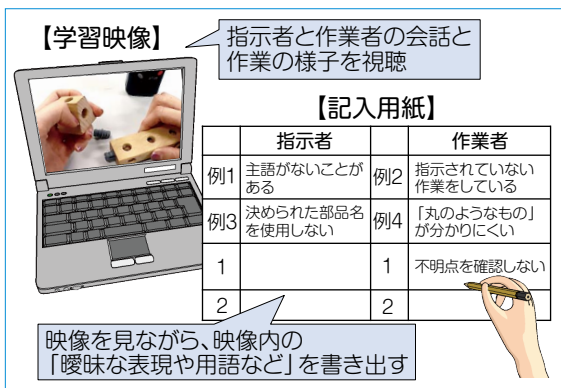 【学習映像】
指示者と作業者の会話と
作業の様子を視聴
【記入用紙】
指示者
作業者
例1
主語がないことが
ある
例2
指示されていない
作業をしている
例3
決められた部品名
を使用しない
例4
「丸のようなもの」
が分かりにくい
1
1
不明点を確認しない
2
2
映像を見ながら、映像内の
「曖昧な表現や用語など」を書き出す